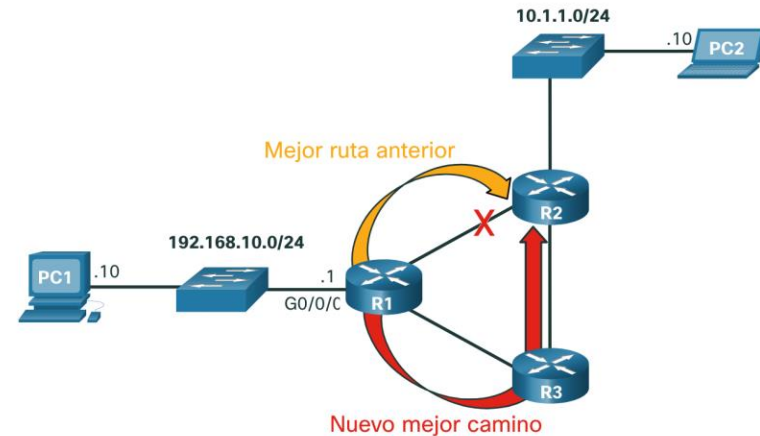 10.1.1.0/24
.10
PC2
Mejor ruta anterior
R2
X
192.168.10.0/24
PC1
.10
.1
G0/0/0
R1
R3
Nuevo mejor camino